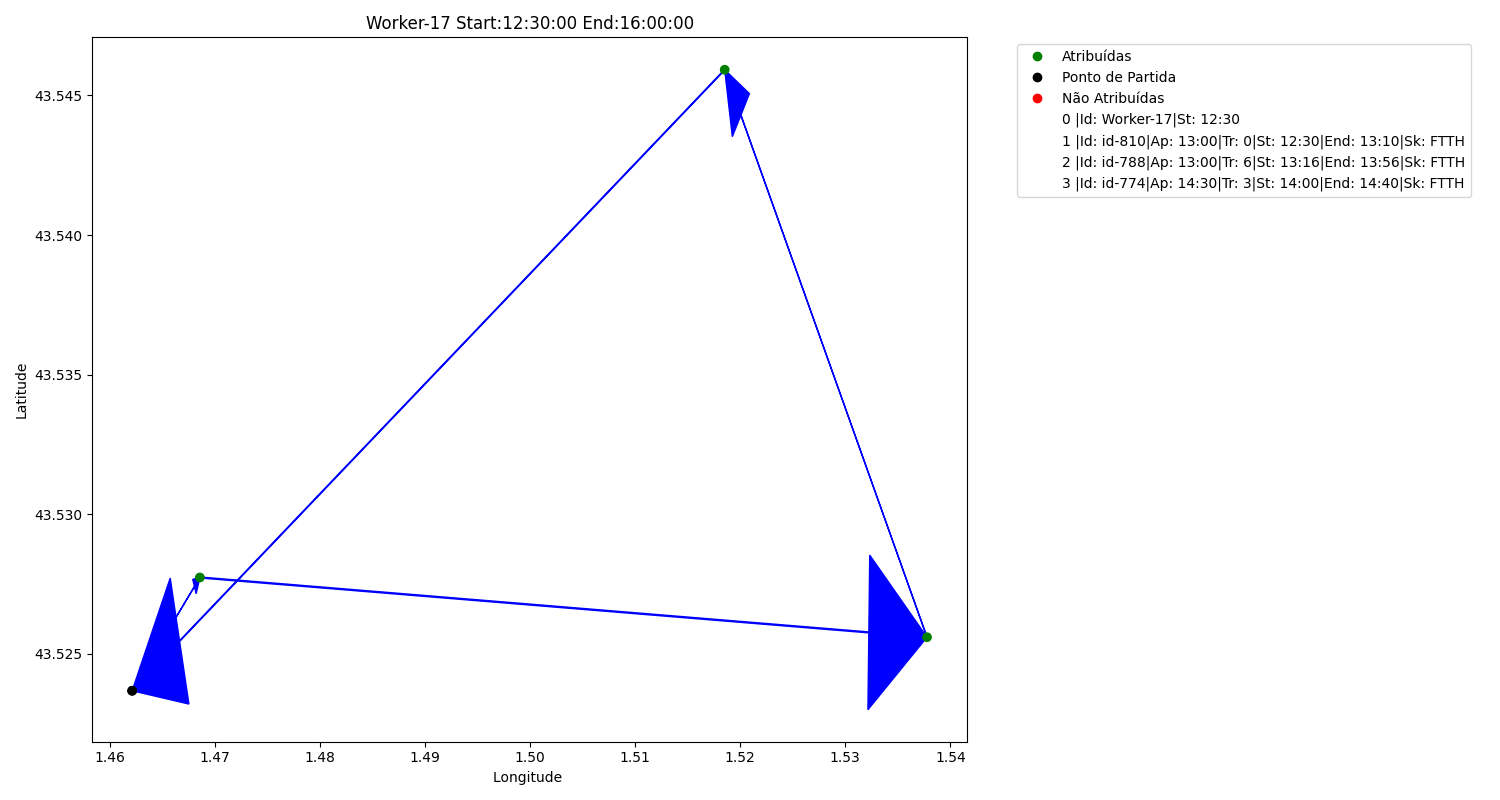 Worker-17 Start:12:30:00 End:16:00:00
Atribuídas
Ponto de Partida
Não Atribuídas
0 |Id: Worker-17|St: 12:30
1 |Id: id-810|Ap: 13:00|Tr: 0|St: 12:30|End: 13:10|Sk: FTTH
2 |Id: id-788|Ap: 13:00|Tr: 6|St: 13:16|End: 13:56|Sk: FTTH
3 |Id: id-774|Ap: 14:30|Tr: 3|St: 14:00|End: 14:40|Sk: FTTH
Latitude
43.545
43.540
43.535
43.530
43.525
1.46 1.47 1.48 1.49 1.50 1.51 1.52 1.53 1.54
Longitude